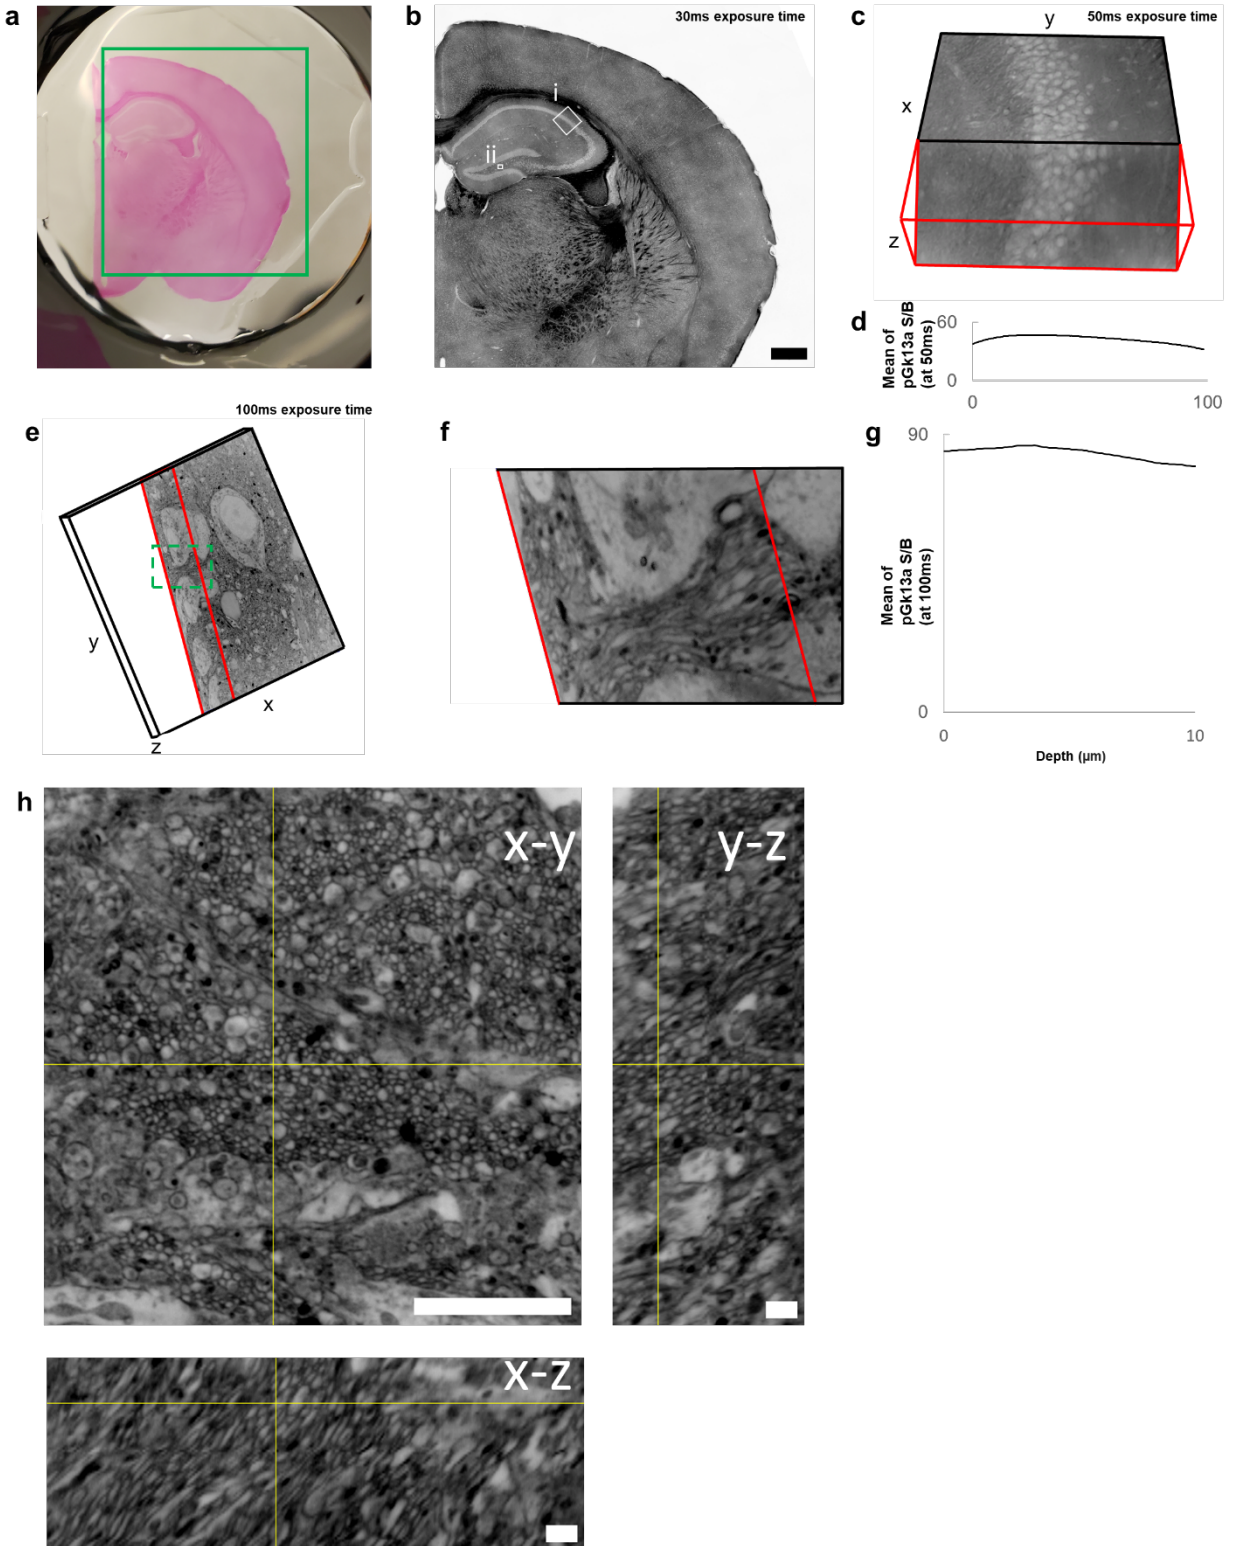 a
b
30ms exposure time
i
ii
c
y
50ms exposure time
x
z
d
Mean of
pGk13a S/B
(at 50ms)
60
0
0
100
100ms exposure time
e
y
x
z
f
g
Mean of
pGk13a S/B
(at 100ms)
90
0
0
10
Depth (µm)
h
x-y
y-z
x-z